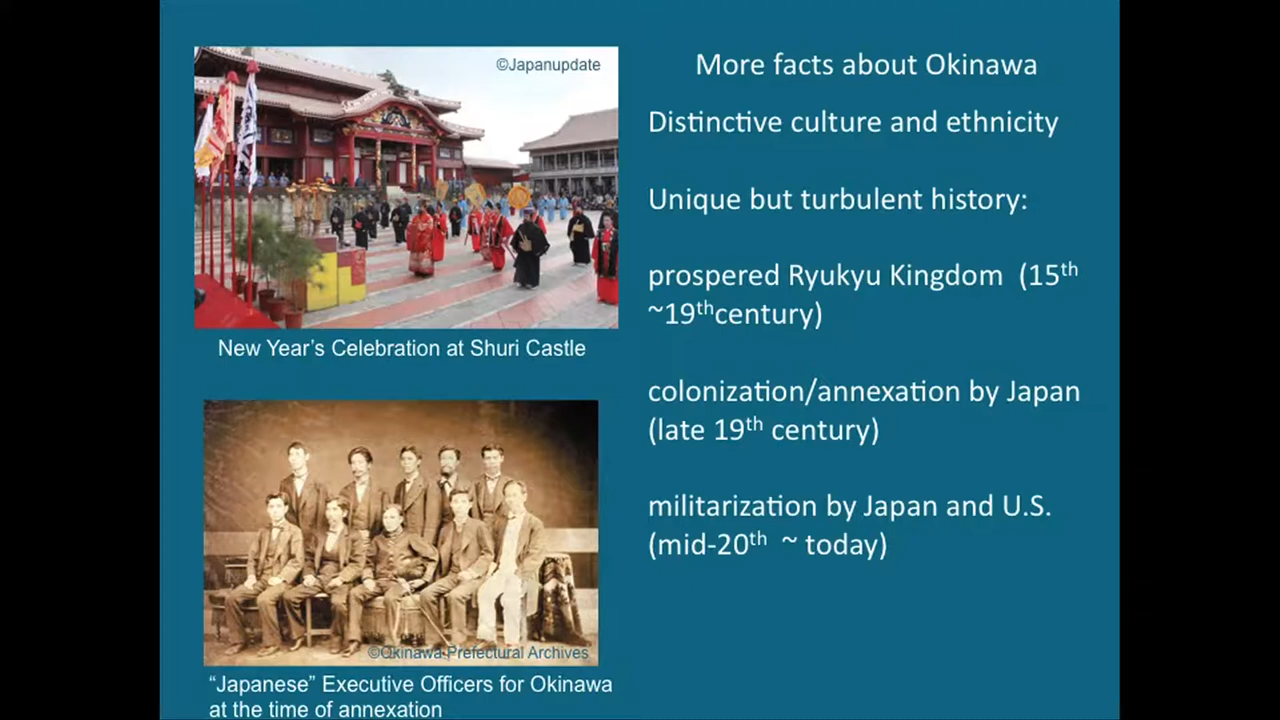 ©Japanupdate
New Year's Celebration at Shuri Castle
©Okinawa Prefectural Archives
“Japanese” Executive Officers for Okinawa
at the time of annexation
More facts about Okinawa
Distinctive culture and ethnicity
Unique but turbulent history:
prospered Ryukyu Kingdom (15th
~19thcentury)
colonization/annexation by Japan
(late 19th century)
militarization by Japan and U.S.
(mid-20th ~ today)